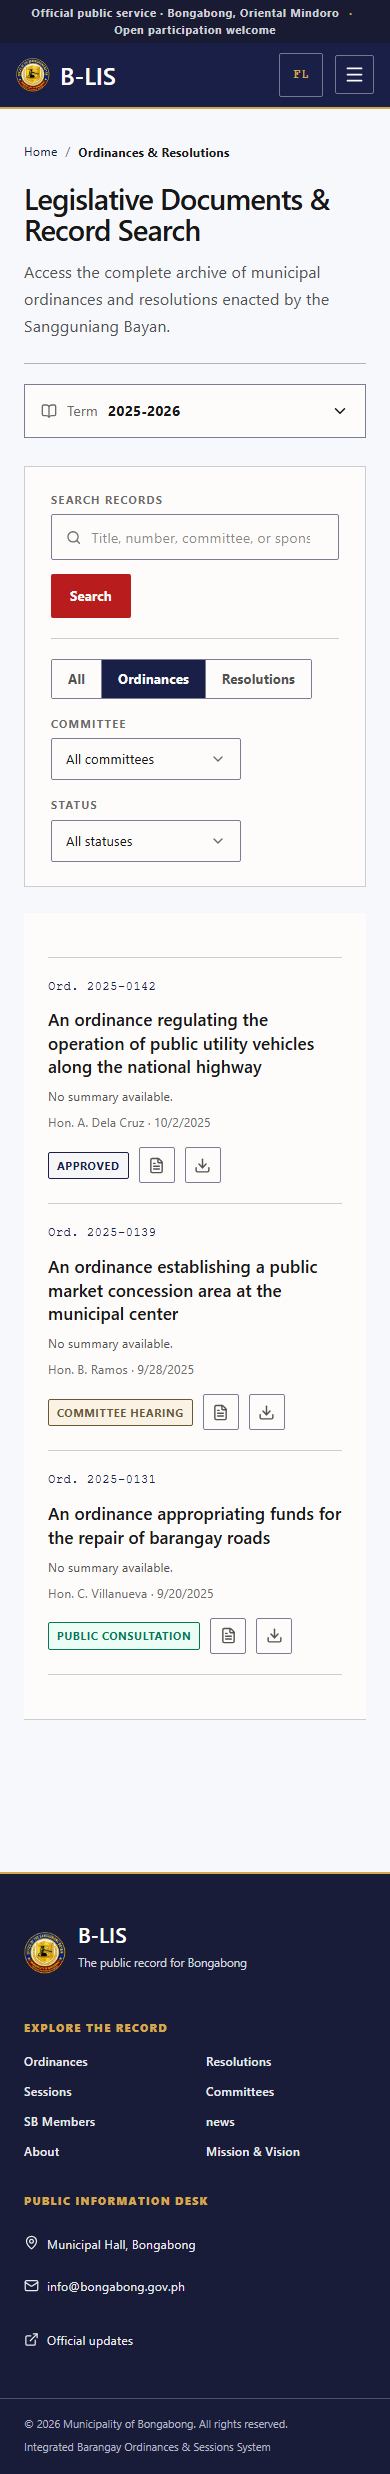 Official public service · Bongabong, Oriental Mindoro ·
Open participation welcome
B-LIS
FL
Home / Ordinances & Resolutions
Legislative Documents &
Record Search
Access the complete archive of municipal
ordinances and resolutions enacted by the
Sangguniang Bayan.
Term 2025-2026
SEARCH RECORDS
Title, number, committee, or spons
Search
All Ordinances Resolutions
COMMITTEE
All committees
STATUS
All statuses
Ord. 2025-0142
An ordinance regulating the
operation of public utility vehicles
along the national highway
No summary available.
Hon. A. Dela Cruz · 10/2/2025
APPROVED
Ord. 2025-0139
An ordinance establishing a public
market concession area at the
municipal center
No summary available.
Hon. B. Ramos · 9/28/2025
COMMITTEE HEARING
Ord. 2025-0131
An ordinance appropriating funds for
the repair of barangay roads
No summary available.
Hon. C. Villanueva · 9/20/2025
PUBLIC CONSULTATION
B-LIS
The public record for Bongabong
EXPLORE THE RECORD
Ordinances Resolutions
Sessions Committees
SB Members news
About Mission & Vision
PUBLIC INFORMATION DESK
Municipal Hall, Bongabong
info@bongabong.gov.ph
Official updates
© 2026 Municipality of Bongabong. All rights reserved.
Integrated Barangay Ordinances & Sessions System